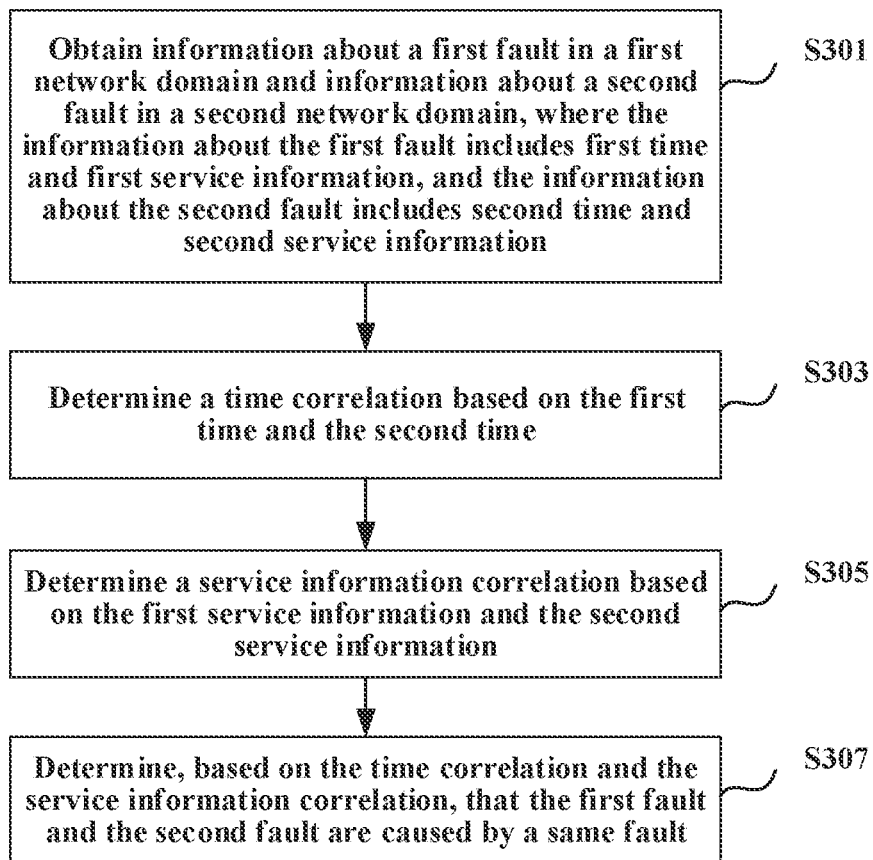 Obtain information about a first fault in a first
network domain and information about a second
fault in a second network domain, where the
information about the first fault includes first time
and first service information, and the information
about the second fault includes second time and
second service information
S301
Determine a time correlation based on the first
time and the second time
S303
Determine a service information correlation based
on the first service information and the second
service information
S305
Determine, based on the time correlation and the
service information correlation, that the first fault
and the second fault are caused by a same fault
S307